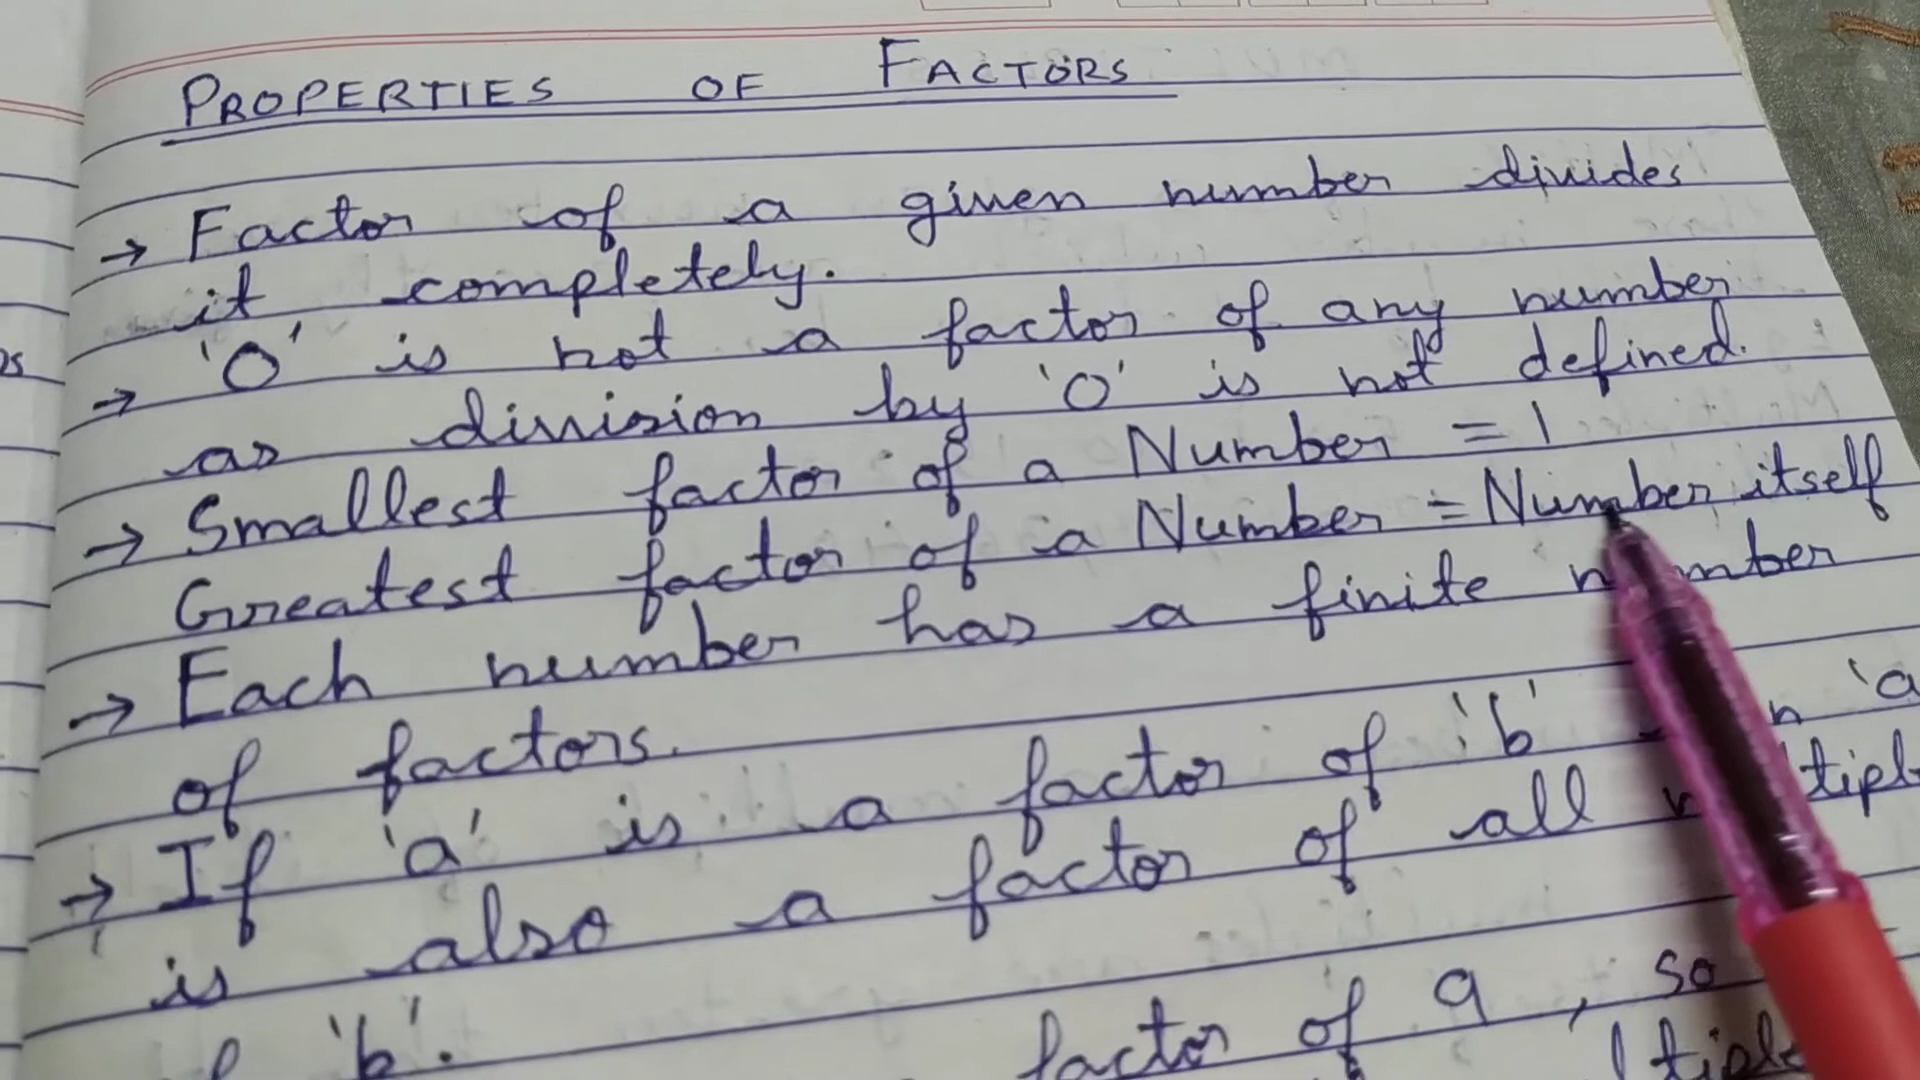 PROPERTIES OF FACTORS
→ Factor of a given number divides
it completely.
→ '0' is not a factor of any number
as division by '0' is not defined.
→ Smallest factor of a Number = 1
Greatest factor of a Number = Number itself
→ Each number has a finite number
of factors.
→ If 'a' is a factor of 'b' 'a
is also a factor of all
'b'.
factor of 9, so